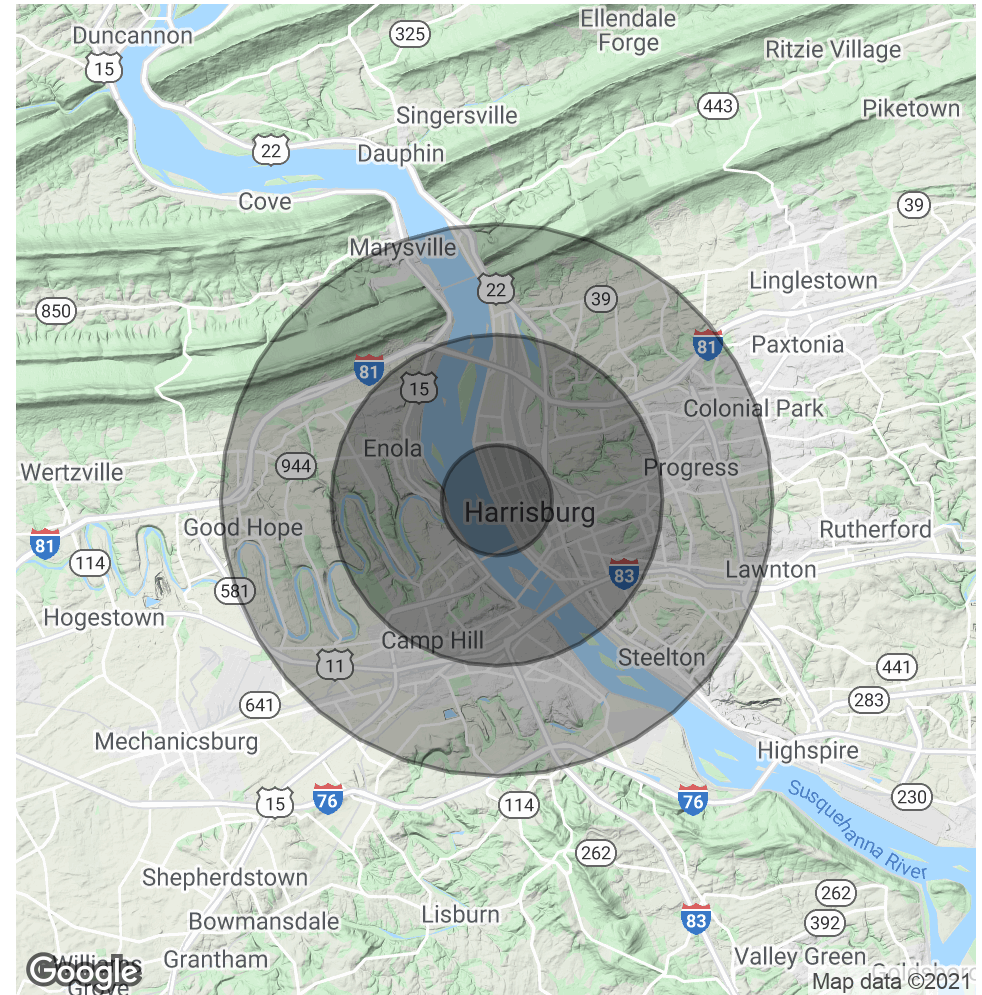 Duncannon
Ellendale
Forge
325
Ritzie Village
15
443
Piketown
Singersville
22
Dauphin
Cove
39
Marysville
Linglestown
22
39
850
81
Paxtonia
81
15
Colonial Park
Enola
944
Progress
Wertzville
Harrisburg
Good Hope
Rutherford
81
114
83
Lawnton
581
Hogestown
Camp Hill
Steelton
11
441
283
641
Mechanicsburg
Highspire
15
76
76
114
230
Susquehanna River
262
Shepherdstown
262
Bowmansdale
Lisburn
83
392
Grantham
Valley Green
Williams
Grove
Google
Goldsboro
Map data ©2021